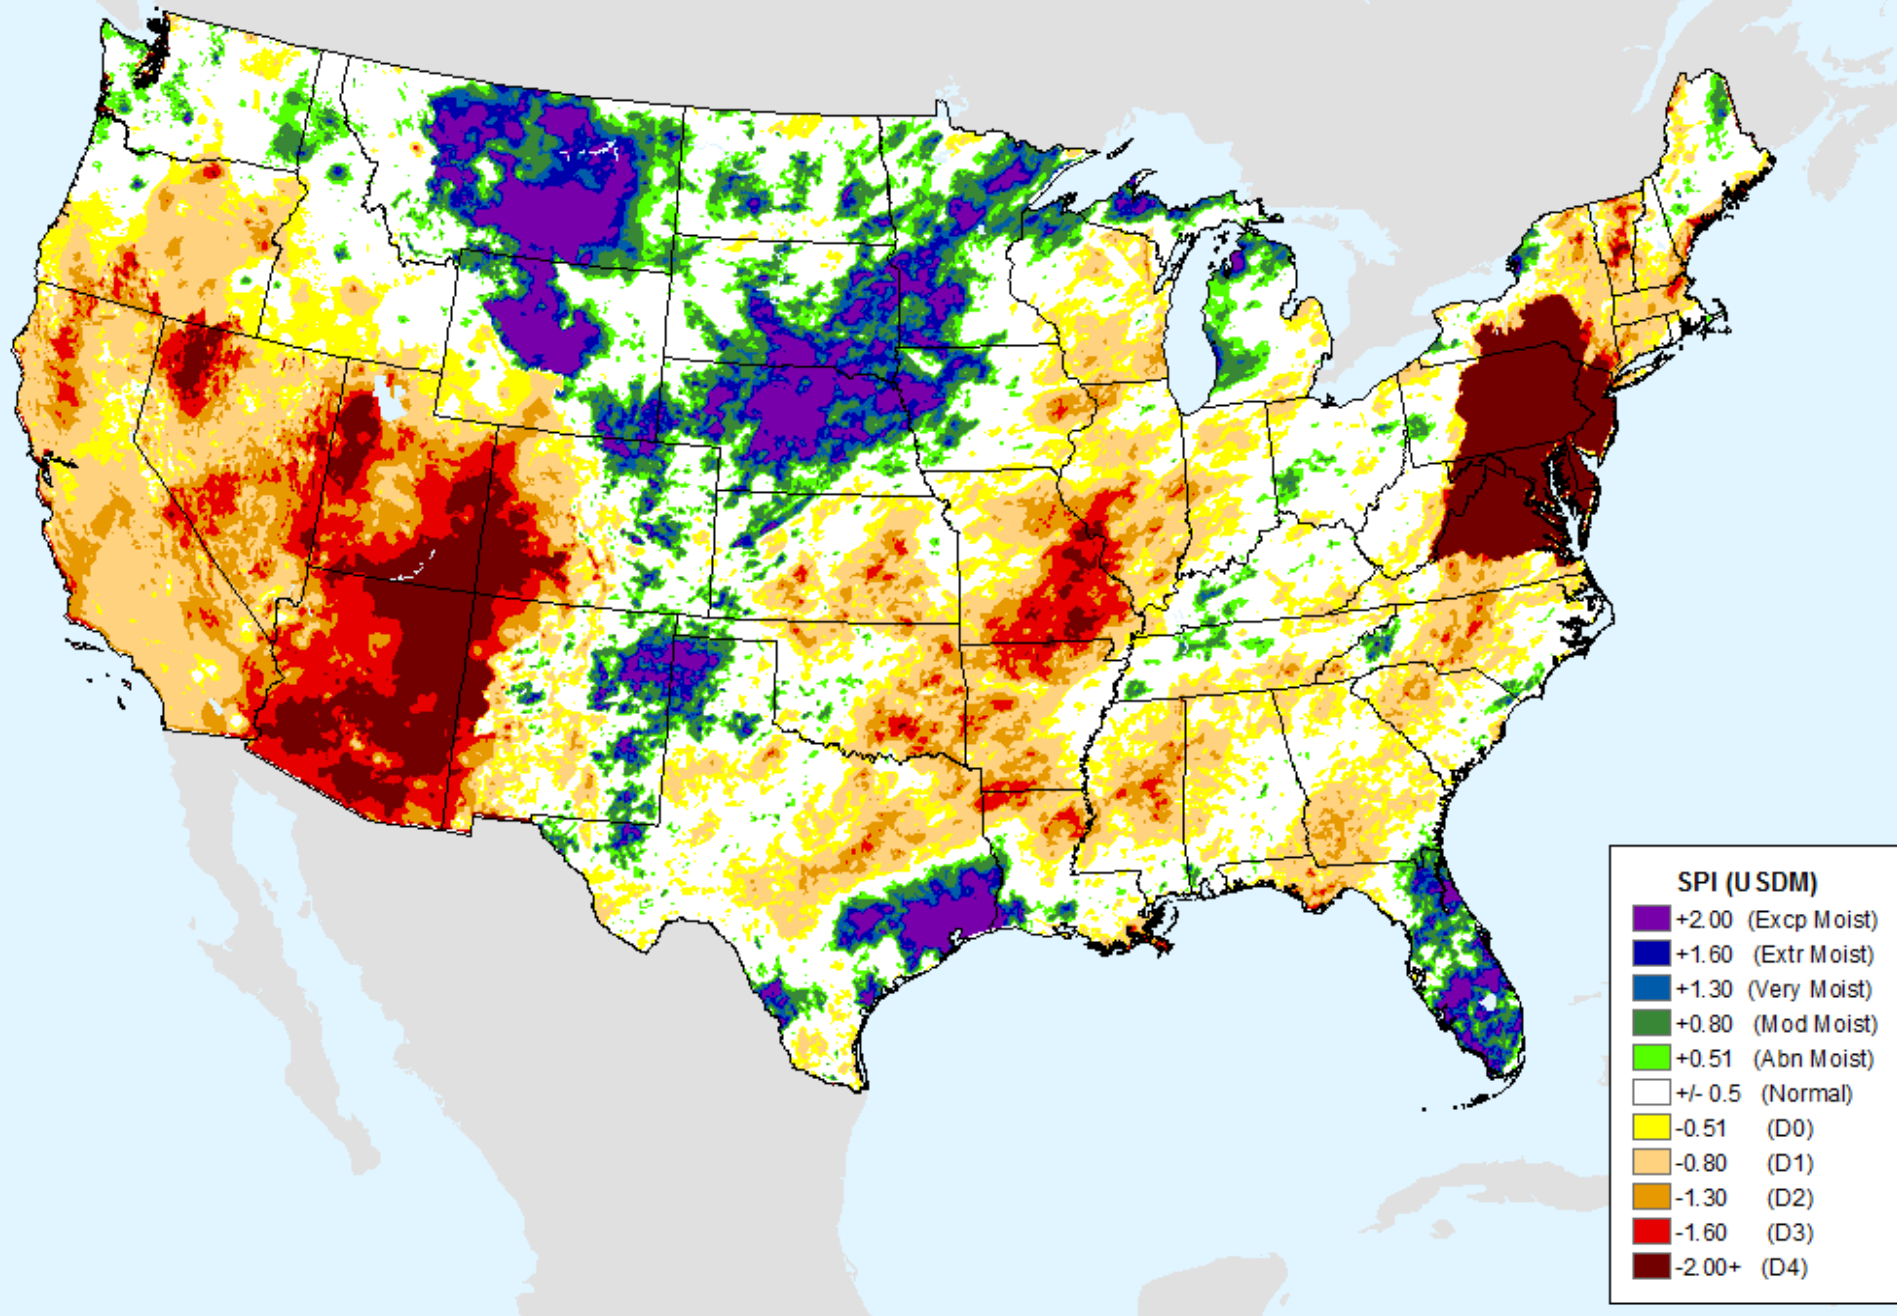 SPI (USDM)
+2.00 (Excp Moist)
+1.60 (Extr Moist)
+1.30 (Very Moist)
+0.80 (Mod Moist)
+0.51 (Abn Moist)
+/- 0.5 (Normal)
-0.51 (D0)
-0.80 (D1)
-1.30 (D2)
-1.60 (D3)
-2.00+ (D4)